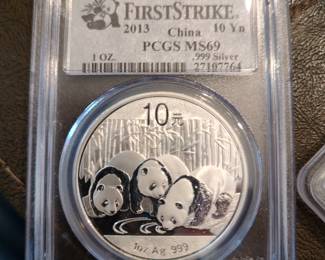 FIRSTSTRIKE
2013 China 10 Yn
PCGS MS69
1 OZ. .999 Silver
27107764
10元
1oz Ag .999